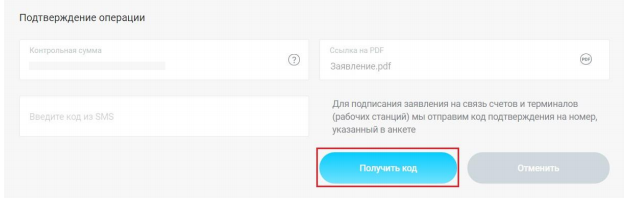 Подтверждение операции
Контрольная сумма
?
Ссылка на PDF
Заявление.pdf
PDF
Введите код из SMS
Для подписания заявления на связь счетов и терминалов
(рабочих станций) мы отправим код подтверждения на номер,
указанный в анкете
Получить код
Отменить